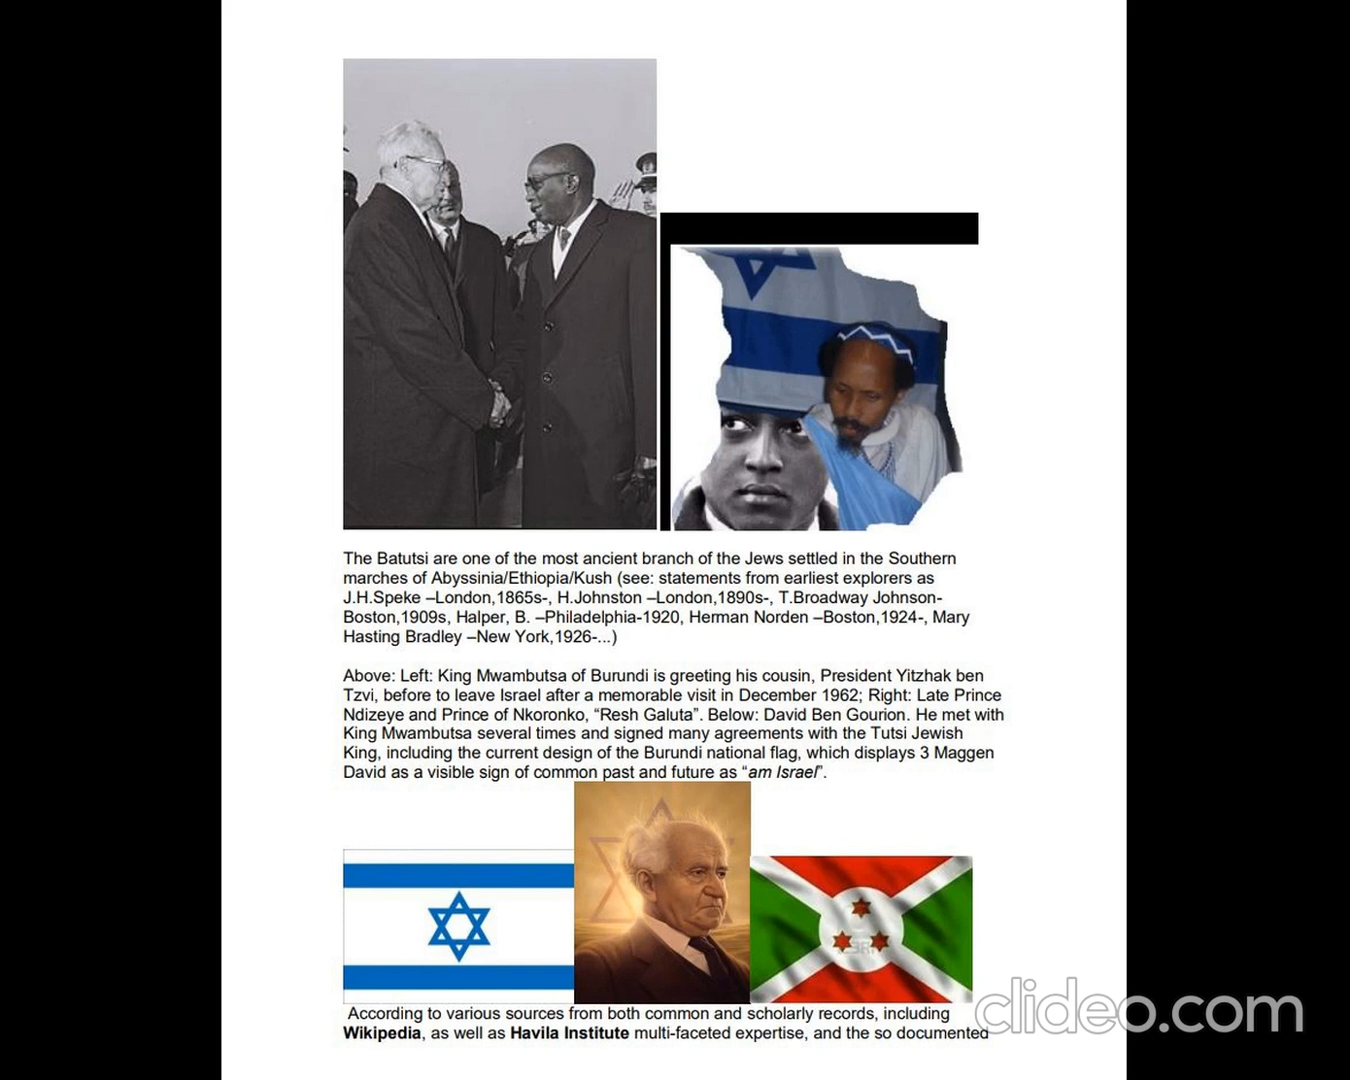 The Batutsi are one of the most ancient branch of the Jews settled in the Southern
marches of Abyssinia/Ethiopia/Kush (see: statements from earliest explorers as
J.H.Speke –London,1865s-, H.Johnston –London,1890s-, T.Broadway Johnson-
Boston,1909s, Halper, B. –Philadelphia-1920, Herman Norden –Boston,1924-, Mary
Hasting Bradley –New York,1926-...)
Above: Left: King Mwambutsa of Burundi is greeting his cousin, President Yitzhak ben
Tzvi, before to leave Israel after a memorable visit in December 1962; Right: Late Prince
Ndizeye and Prince of Nkoronko, “Resh Galuta”. Below: David Ben Gourion. He met with
King Mwambutsa several times and signed many agreements with the Tutsi Jewish
King, including the current design of the Burundi national flag, which displays 3 Maggen
David as a visible sign of common past and future as “am Israel”.
According to various sources from both common and scholarly records, including
Wikipedia, as well as Havila Institute multi-faceted expertise, and the so documented
clideo.com